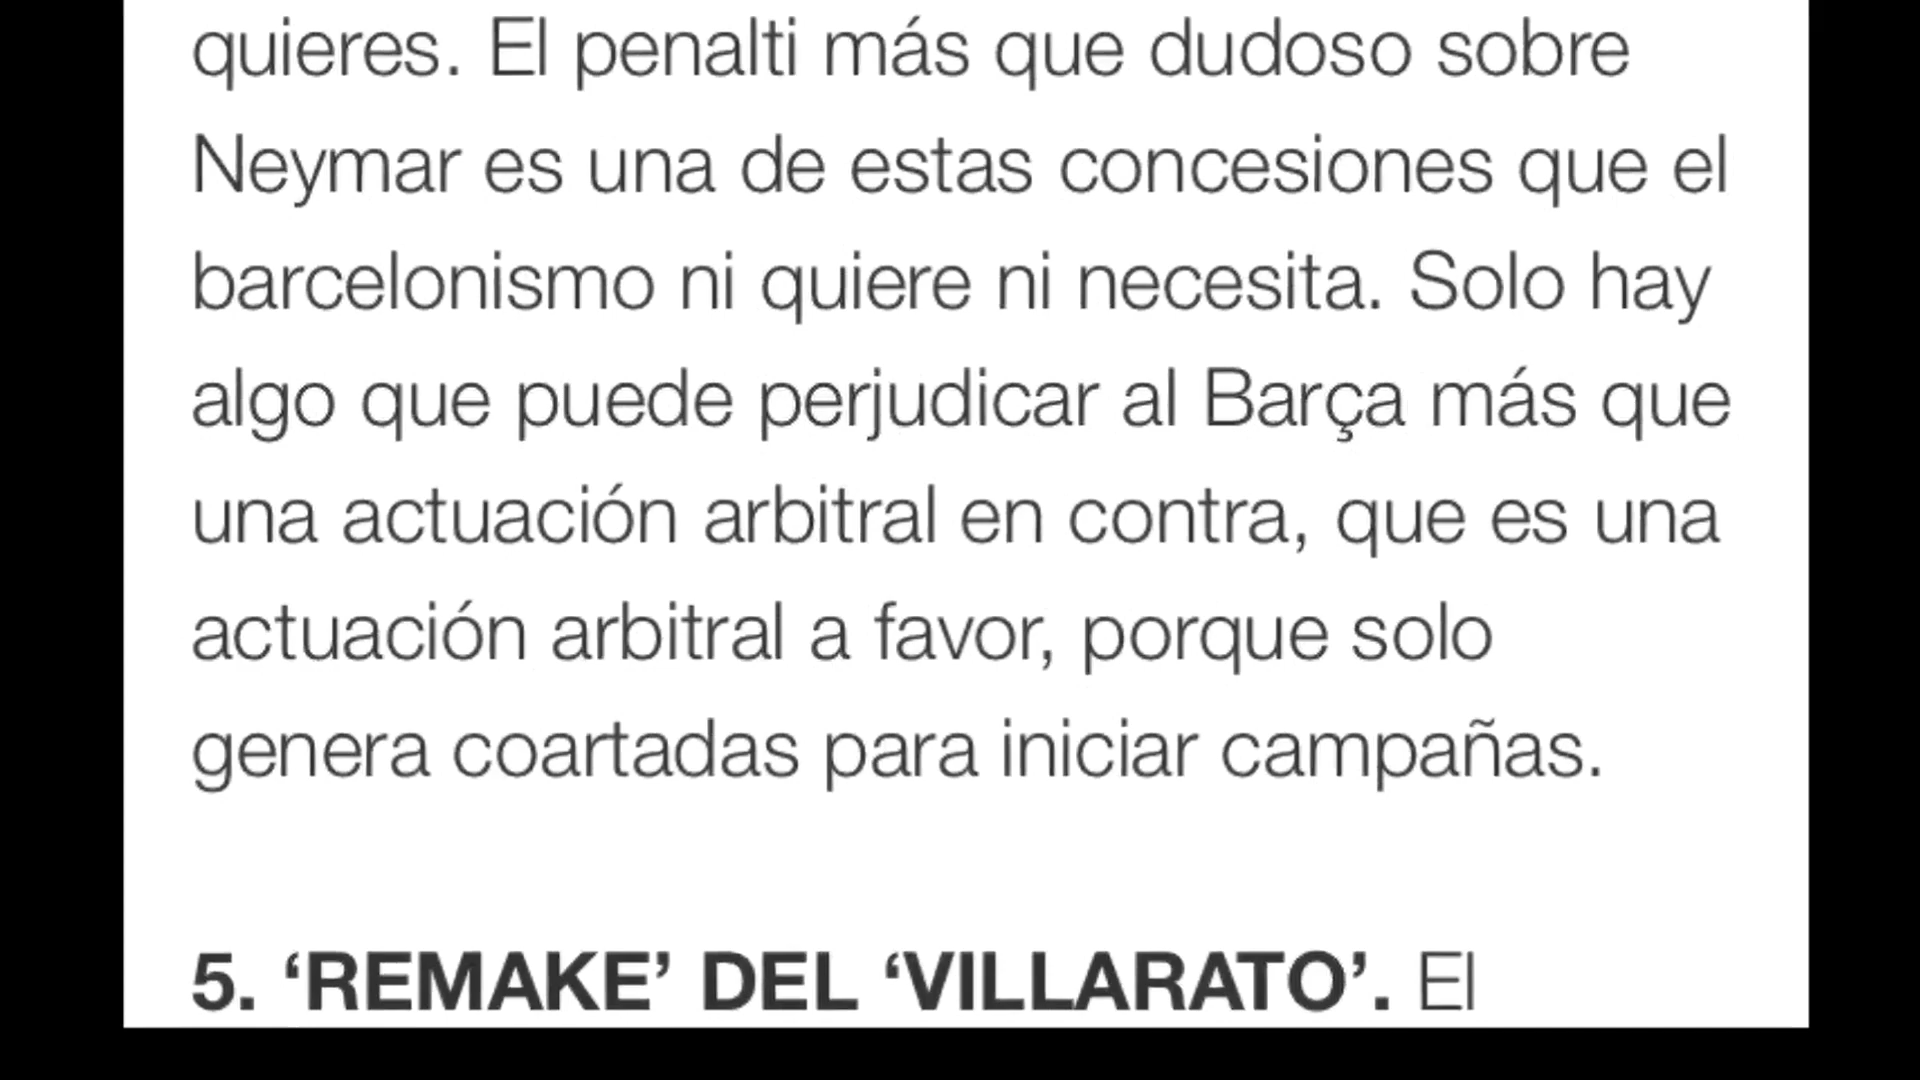 quieres. El penalti más que dudoso sobre
Neymar es una de estas concesiones que el
barcelonismo ni quiere ni necesita. Solo hay
algo que puede perjudicar al Barça más que
una actuación arbitral en contra, que es una
actuación arbitral a favor, porque solo
genera coartadas para iniciar campañas.
5. ‘REMAKE’ DEL ‘VILLARATO’. El